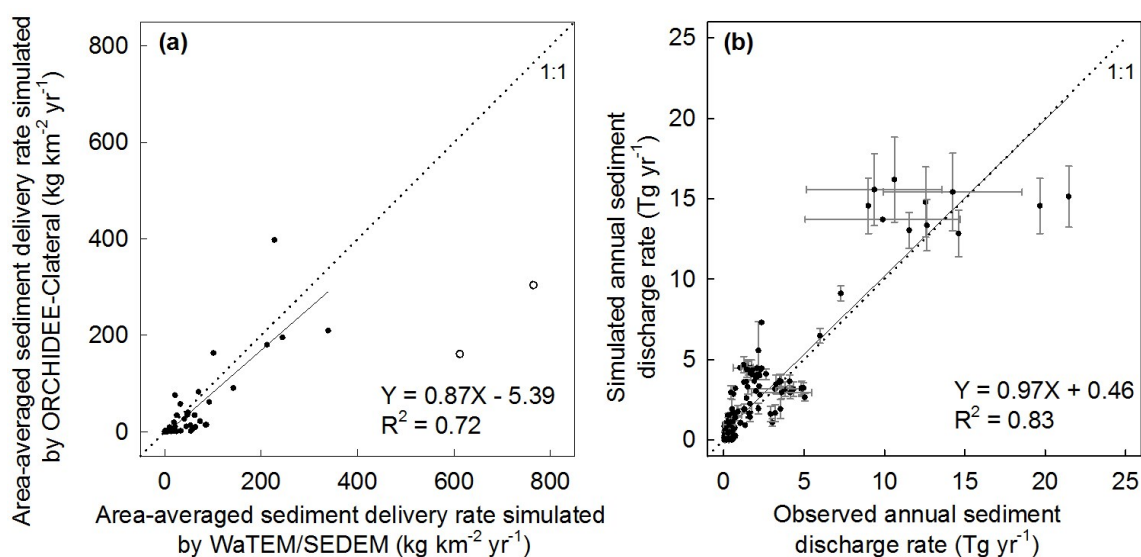 (a)
1:1
Area-averaged sediment delivery rate simulated
by ORCHIDEE-Clateral (kg km⁻² yr⁻¹)
800
600
400
200
0
Y = 0.87X - 5.39
R² = 0.72
0 200 400 600 800
Area-averaged sediment delivery rate simulated
by WaTEM/SEDEM (kg km⁻² yr⁻¹)
(b)
1:1
Simulated annual sediment
discharge rate (Tg yr⁻¹)
25
20
15
10
5
0
Y = 0.97X + 0.46
R² = 0.83
0 5 10 15 20 25
Observed annual sediment
discharge rate (Tg yr⁻¹)